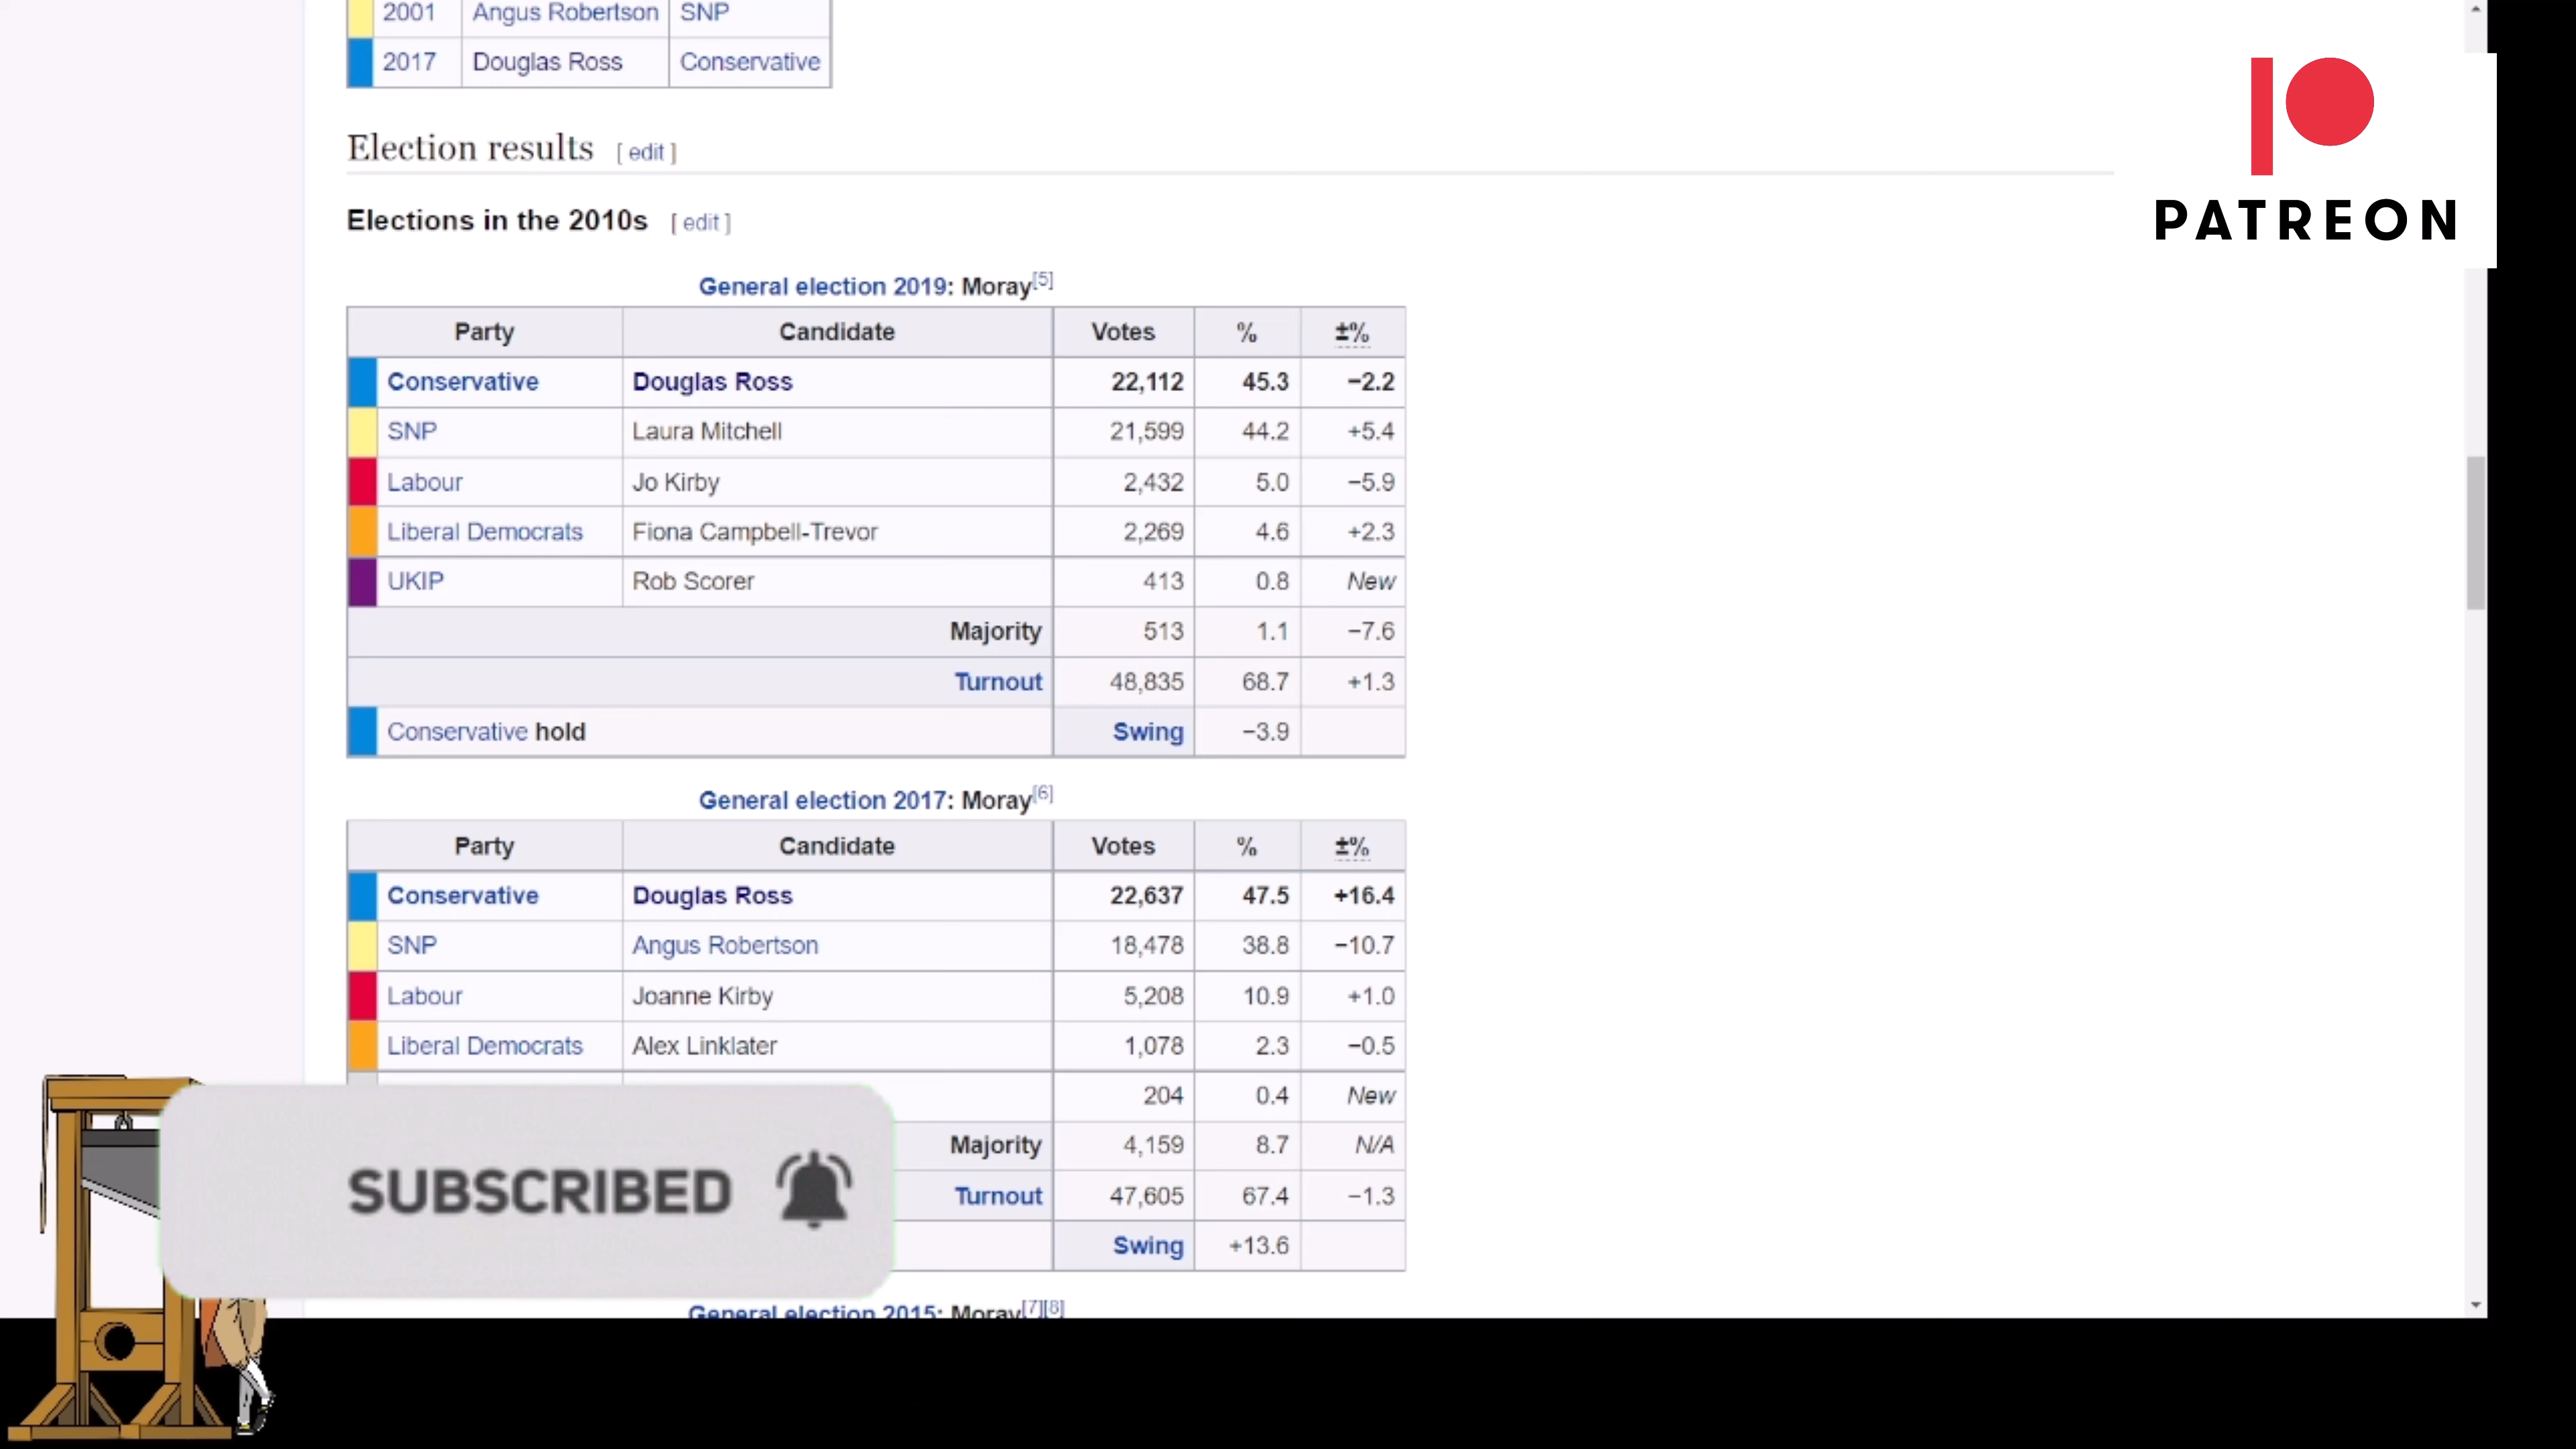 2001 Angus Robertson SNP
2017 Douglas Ross Conservative
PATREON
Election results [ edit ]
Elections in the 2010s [ edit ]
General election 2019: Moray[5]
Party Candidate Votes % ±%
Conservative Douglas Ross 22,112 45.3 −2.2
SNP Laura Mitchell 21,599 44.2 +5.4
Labour Jo Kirby 2,432 5.0 −5.9
Liberal Democrats Fiona Campbell-Trevor 2,269 4.6 +2.3
UKIP Rob Scorer 413 0.8 New
Majority 513 1.1 −7.6
Turnout 48,835 68.7 +1.3
Conservative hold Swing −3.9
General election 2017: Moray[6]
Party Candidate Votes % ±%
Conservative Douglas Ross 22,637 47.5 +16.4
SNP Angus Robertson 18,478 38.8 −10.7
Labour Joanne Kirby 5,208 10.9 +1.0
Liberal Democrats Alex Linklater 1,078 2.3 −0.5
204 0.4 New
Majority 4,159 8.7 N/A
Turnout 47,605 67.4 −1.3
Swing +13.6
SUBSCRIBED
General election 2015: Moray[7][8]